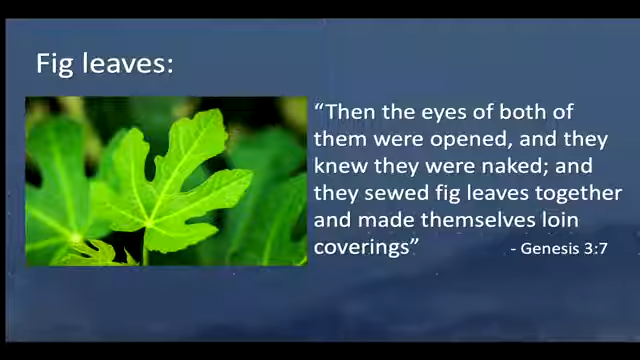 Fig leaves:
“Then the eyes of both of
them were opened, and they
knew they were naked; and
they sewed fig leaves together
and made themselves loin
coverings”
- Genesis 3:7